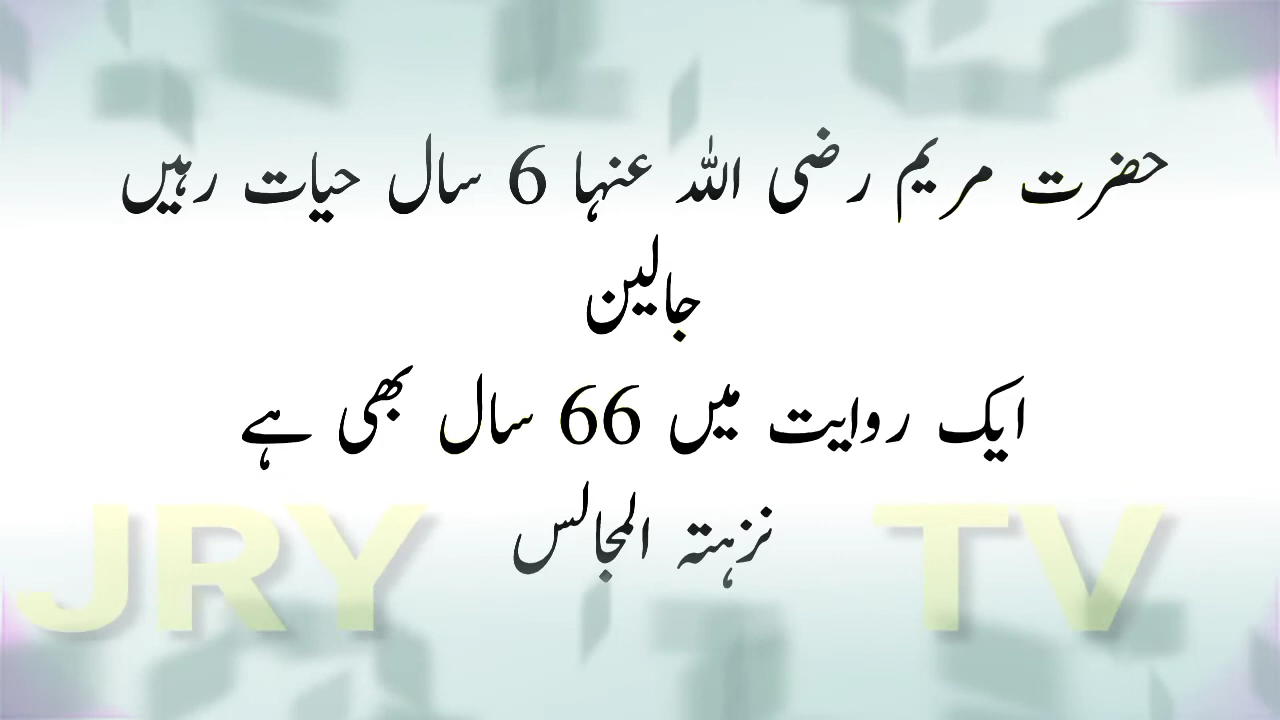 حضرت مریم رضی اللہ عنہا 6 سال حیات رہیں
جالین
ایک روایت میں 66 سال بھی ہے
نزہتہ المجالس
JRY TV